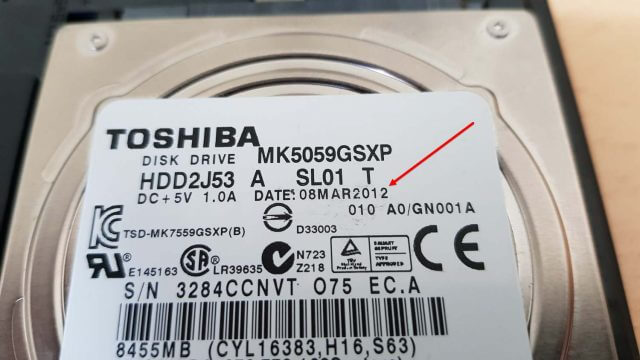 TOSHIBA
DISK DRIVE MK5059GSXP
HDD2J53 A SL01 T
DC+5V 1.0A DATE:08MAR2012
010 A0/GN001A
TSD-MK7559GSXP(B) D33003
E145163 LR39635 N723
Z218
S/N 3284CCNVT O75 EC.A
8455MB (CYL16383,H16,S63)